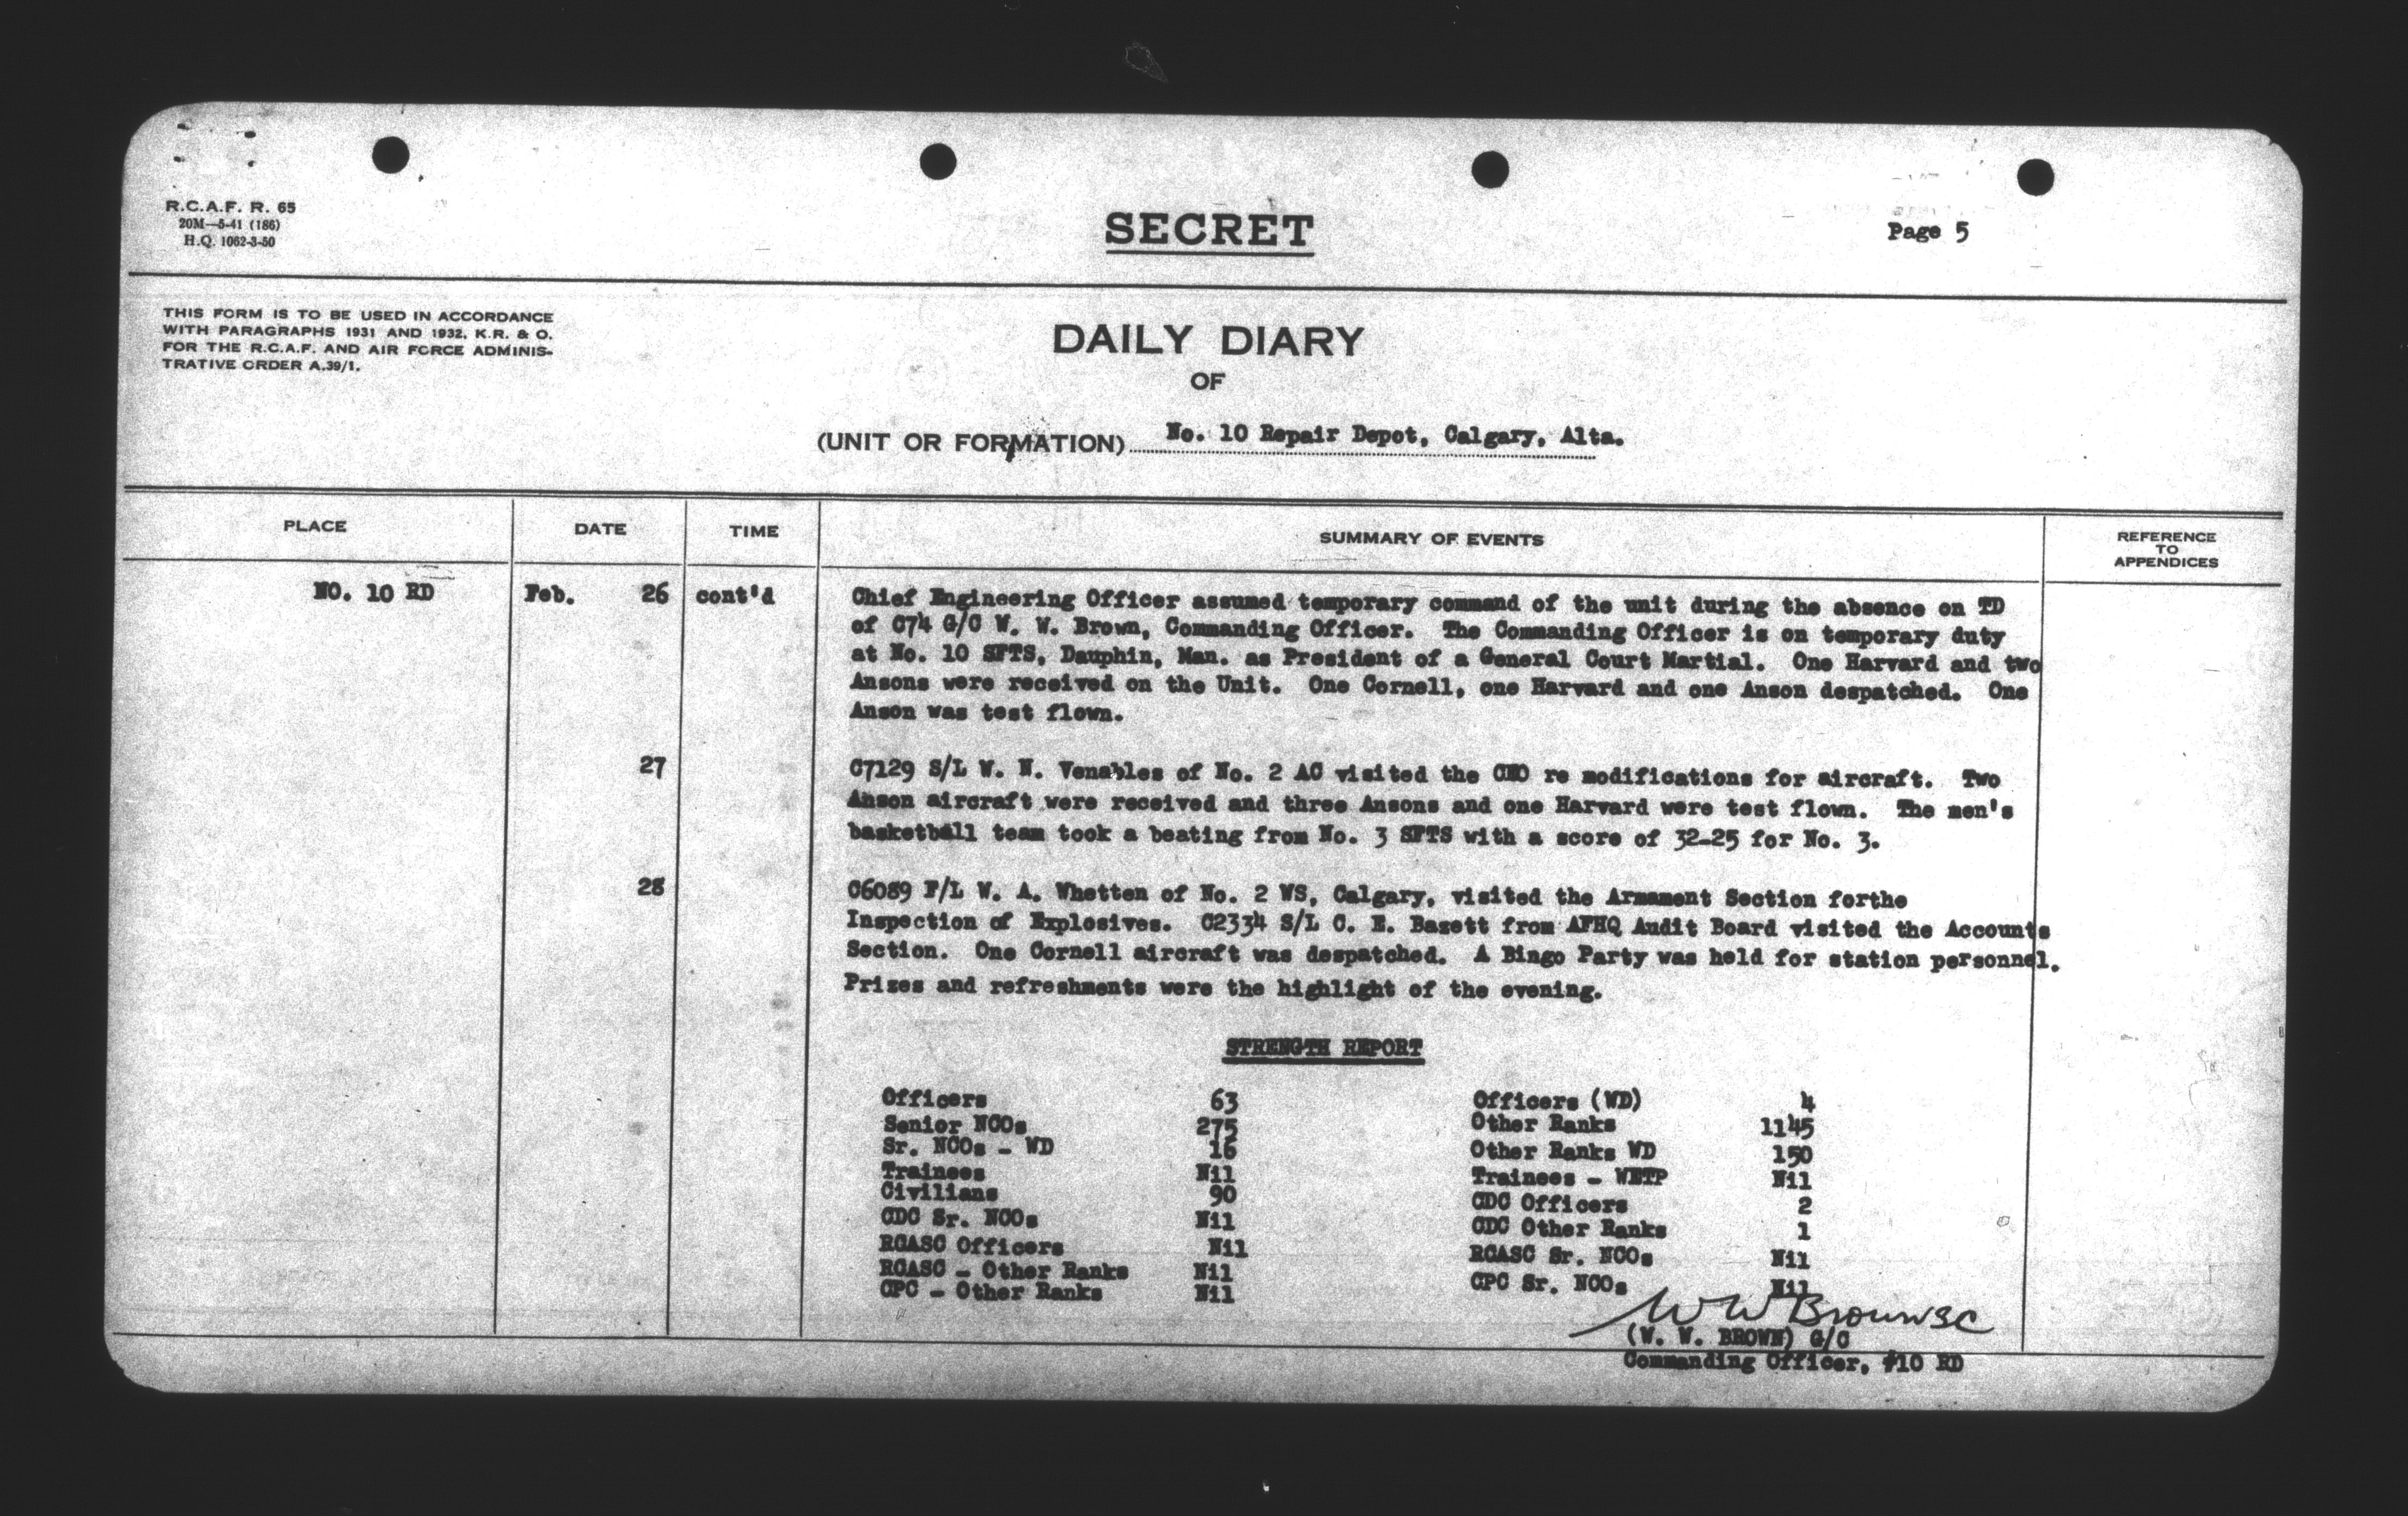 R.C.A.F. R. 65
20M—5-41 (186)
H.Q. 1062-3-50
SECRET
Page 5
THIS FORM IS TO BE USED IN ACCORDANCE
WITH PARAGRAPHS 1931 AND 1932, K.R. & O.
FOR THE R.C.A.F. AND AIR FORCE ADMINIS-
TRATIVE ORDER A.39/1.
DAILY DIARY
OF
(UNIT OR FORMATION) No. 10 Repair Depot, Calgary, Alta.
PLACE DATE TIME SUMMARY OF EVENTS REFERENCE TO APPENDICES
NO. 10 RD Feb. 26 cont'd Chief Engineering Officer assumed temporary command of the unit during the absence on TD
of C74 G/C W. W. Brown, Commanding Officer. The Commanding Officer is on temporary duty
at No. 10 SFTS, Dauphin, Man. as President of a General Court Martial. One Harvard and two
Ansons were received on the Unit. One Cornell, one Harvard and one Anson despatched. One
Anson was test flown.
27 C7129 S/L W. N. Venables of No. 2 AC visited the CEO re modifications for aircraft. Two
Anson aircraft were received and three Ansons and one Harvard were test flown. The men's
basketball team took a beating from No. 3 SFTS with a score of 32-25 for No. 3.
28 C6089 F/L W. A. Whetten of No. 2 WS, Calgary, visited the Armament Section forthe
Inspection of Explosives. C2334 S/L C. E. Bazett from AFHQ Audit Board visited the Accounts
Section. One Cornell aircraft was despatched. A Bingo Party was held for station personnel.
Prizes and refreshments were the highlight of the evening.
STRENGTH REPORT
Officers 63 Officers (WD) 4
Senior NCOs 275 Other Ranks 1145
Sr. NCOs - WD 16 Other Ranks WD 150
Trainees Nil Trainees - WETP Nil
Civilians 90 CDC Officers 2
CDC Sr. NCOs Nil CDC Other Ranks 1
RCASC Officers Nil RCASC Sr. NCOs Nil
RCASC - Other Ranks Nil CPC Sr. NCOs Nil
CPC - Other Ranks Nil
W W Brown GC
(W. W. BROWN) G/C
Commanding Officer, #10 RD